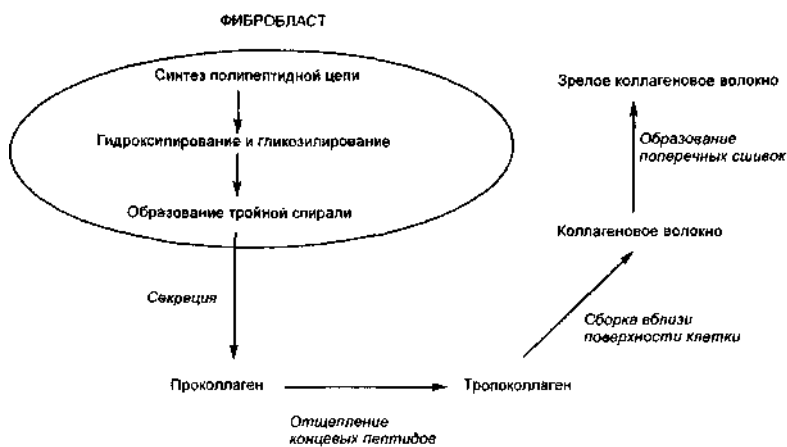 ФИБРОБЛАСТ
Синтез полипептидной цепи
Гидроксилирование и гликозилирование
Образование тройной спирали
Секреция
Проколлаген
Отщепление
концевых пептидов
Тропоколлаген
Сборка вблизи
поверхности клетки
Коллагеновое волокно
Образование
поперечных сшивок
Зрелое коллагеновое волокно